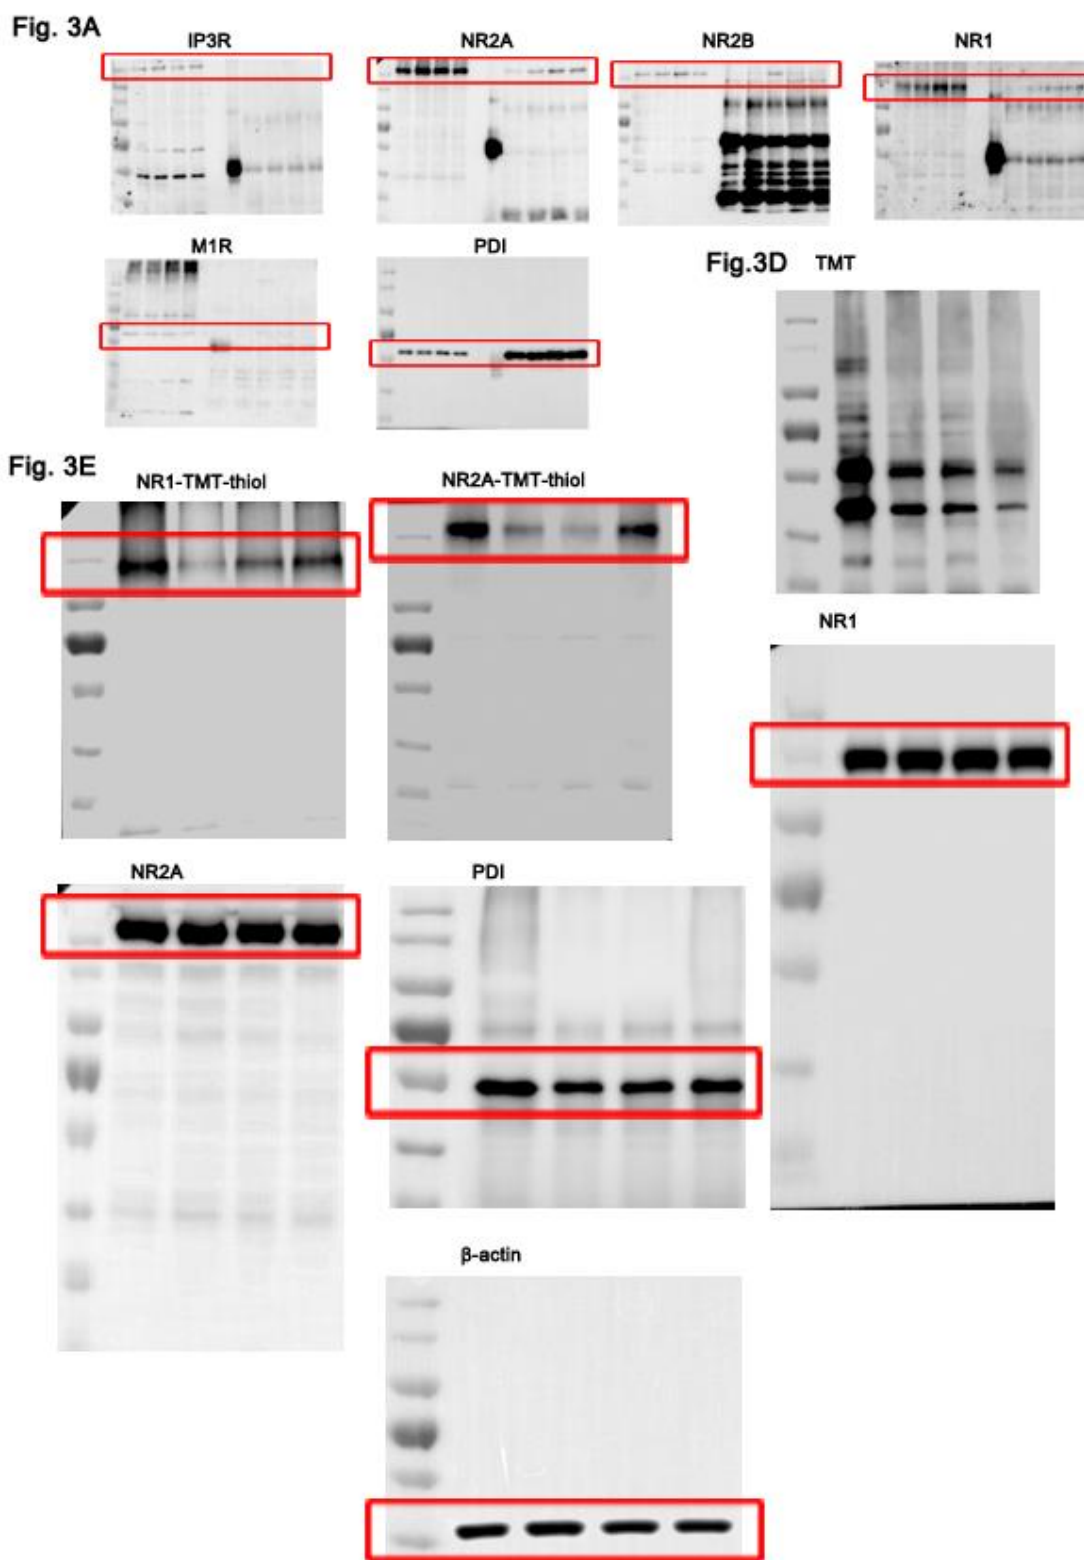 Fig. 3A
IP3R
NR2A
NR2B
NR1
M1R
PDI
Fig.3D TMT
Fig. 3E
NR1-TMT-thiol
NR2A-TMT-thiol
NR1
NR2A
PDI
β-actin